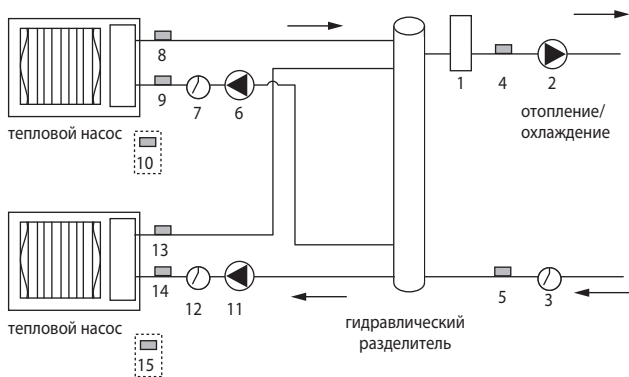 8
9
7
6
1
4
2
тепловой насос
отопление/
охлаждение
10
13
14
12
11
5
3
тепловой насос
гидравлический
разделитель
15